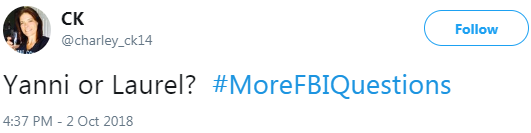 CK
@charley_ck14
Follow
Yanni or Laurel? #MoreFBIQuestions
4:37 PM - 2 Oct 2018